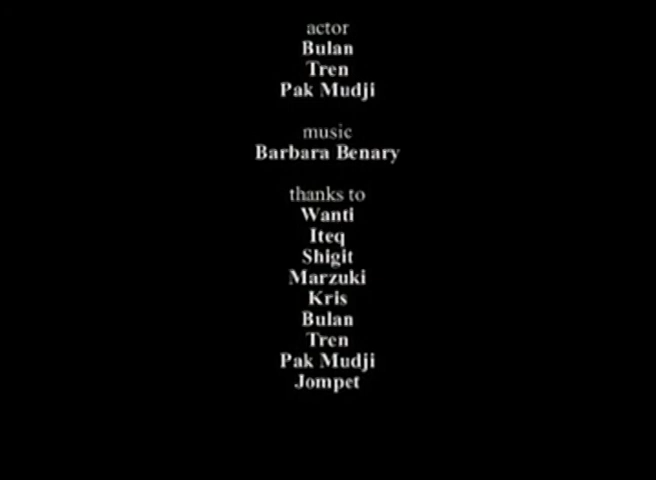 actor
Bulan
Tren
Pak Mudji
music
Barbara Benary
thanks to
Wanti
Iteq
Shigit
Marzuki
Kris
Bulan
Tren
Pak Mudji
Jompet